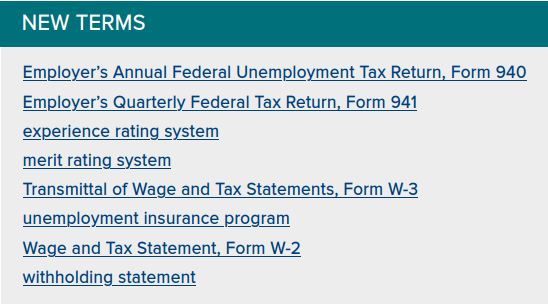 NEW TERMS
Employer’s Annual Federal Unemployment Tax Return, Form 940
Employer’s Quarterly Federal Tax Return, Form 941
experience rating system
merit rating system
Transmittal of Wage and Tax Statements, Form W-3
unemployment insurance program
Wage and Tax Statement, Form W-2
withholding statement